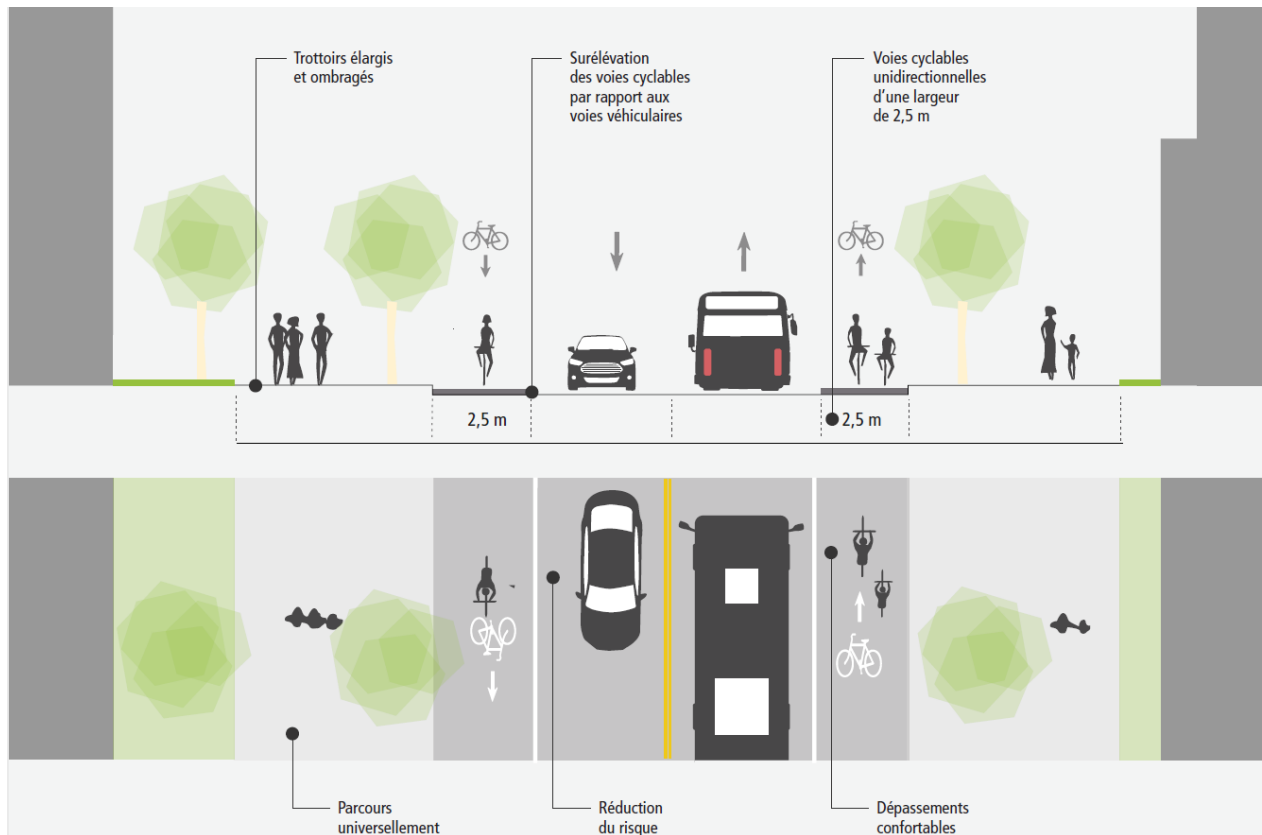 Trottoirs élargis
et ombragés
Surélévation
des voies cyclables
par rapport aux
voies véhiculaires
Voies cyclables
unidirectionnelles
d'une largeur
de 2,5 m
2,5 m
2,5 m
Parcours
universellement
Réduction
du risque
Dépassements
confortables